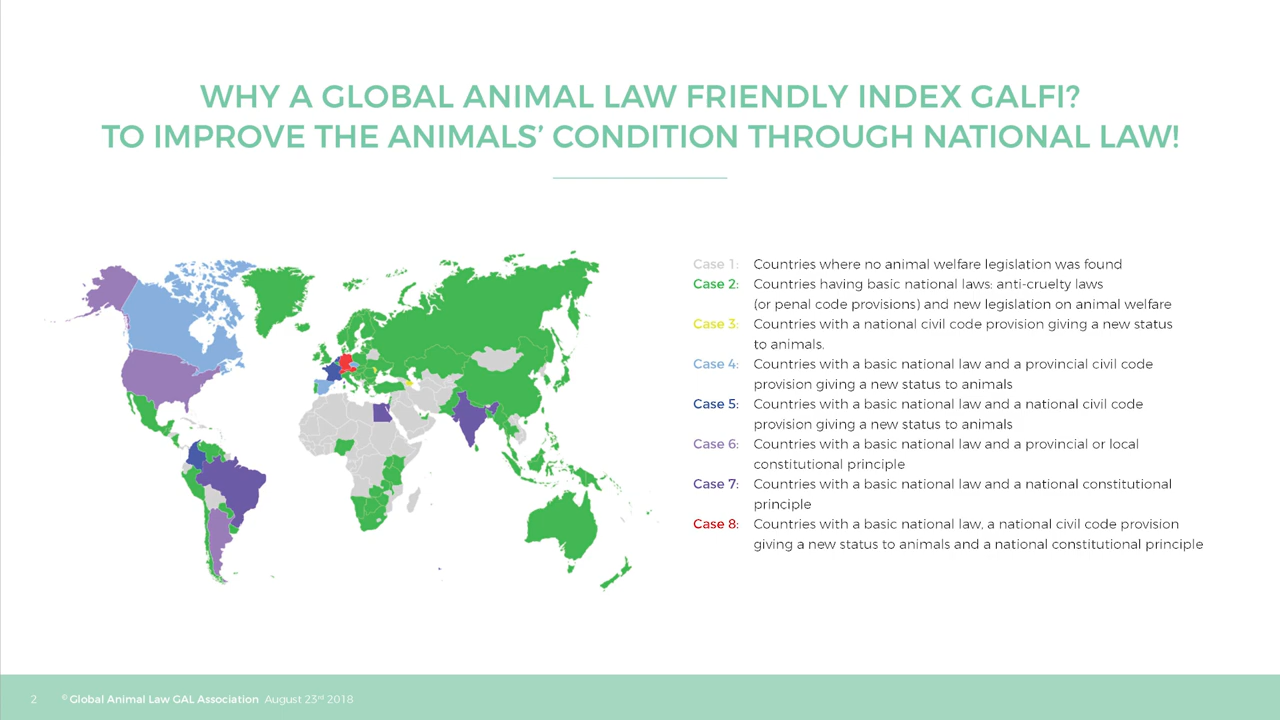 WHY A GLOBAL ANIMAL LAW FRIENDLY INDEX GALFI?
TO IMPROVE THE ANIMALS’ CONDITION THROUGH NATIONAL LAW!
Case 1: Countries where no animal welfare legislation was found
Case 2: Countries having basic national laws: anti-cruelty laws
(or penal code provisions) and new legislation on animal welfare
Case 3: Countries with a national civil code provision giving a new status
to animals.
Case 4: Countries with a basic national law and a provincial civil code
provision giving a new status to animals
Case 5: Countries with a basic national law and a national civil code
provision giving a new status to animals
Case 6: Countries with a basic national law and a provincial or local
constitutional principle
Case 7: Countries with a basic national law and a national constitutional
principle
Case 8: Countries with a basic national law, a national civil code provision
giving a new status to animals and a national constitutional principle
2 © Global Animal Law GAL Association August 23rd 2018